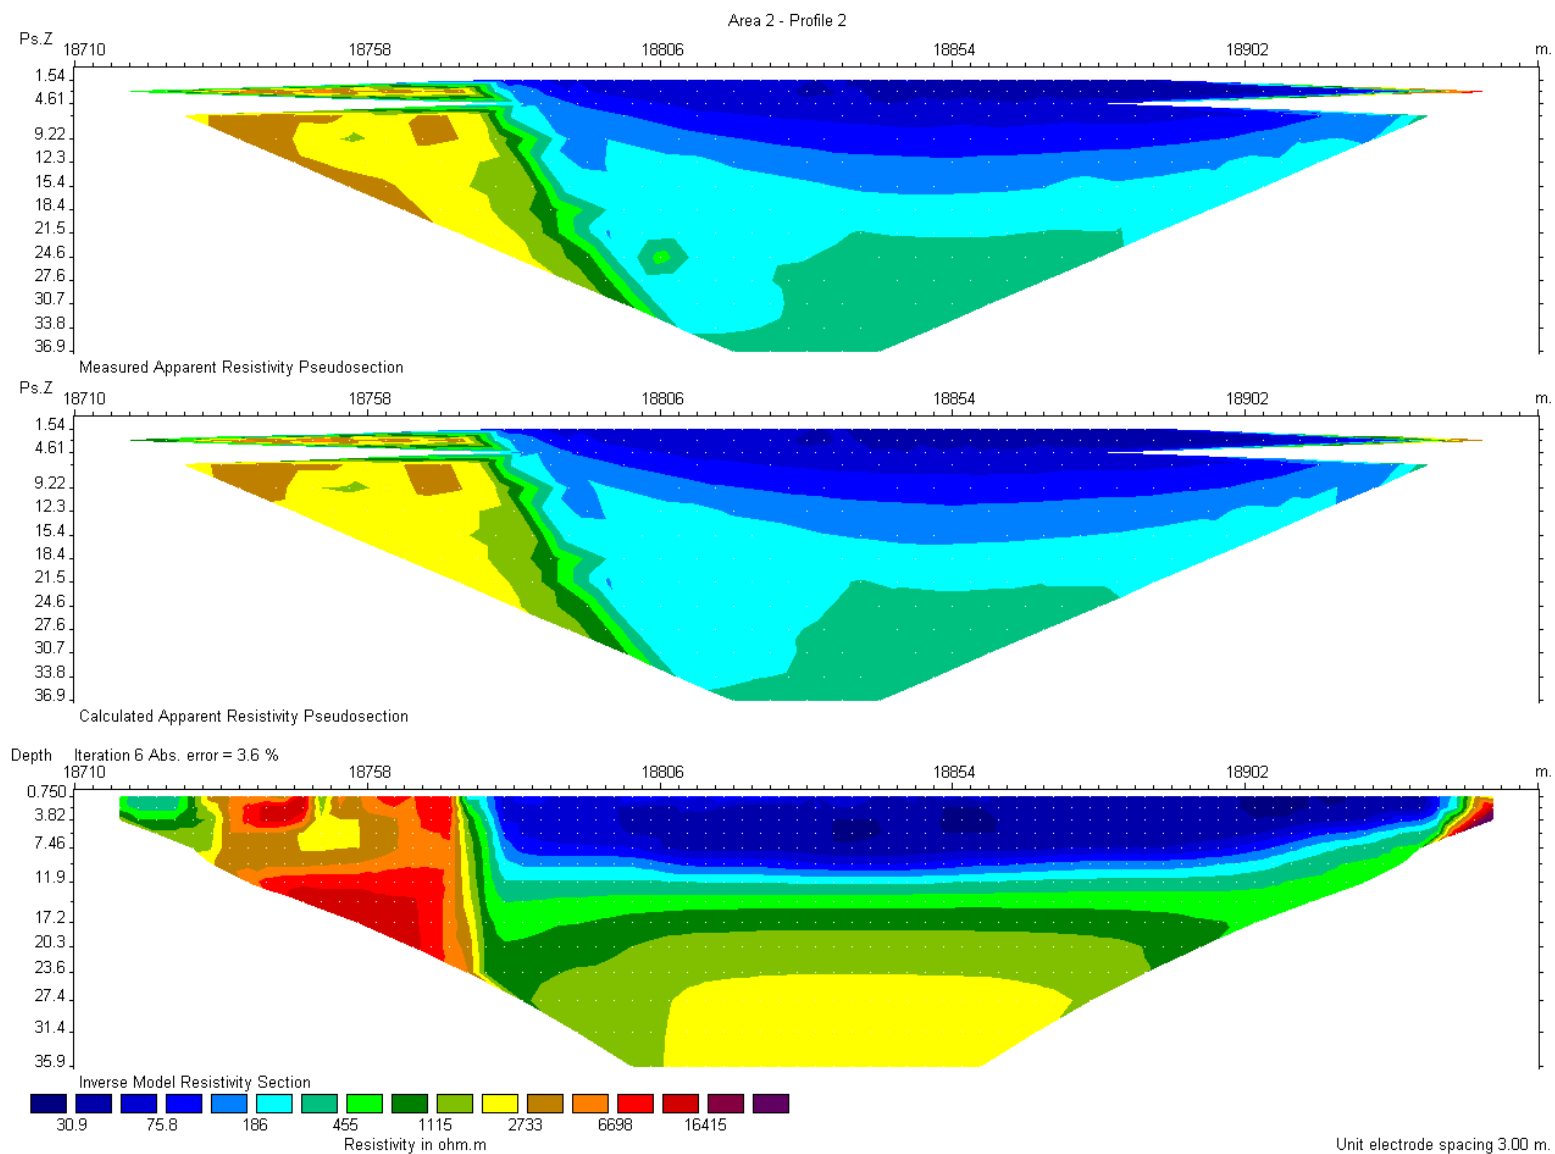 Area 2 - Profile 2
Ps.Z
18710 18758 18806 18854 18902 m.
1.54
4.61
9.22
12.3
15.4
18.4
21.5
24.6
27.6
30.7
33.8
36.9
Measured Apparent Resistivity Pseudosection
Ps.Z
18710 18758 18806 18854 18902 m.
1.54
4.61
9.22
12.3
15.4
18.4
21.5
24.6
27.6
30.7
33.8
36.9
Calculated Apparent Resistivity Pseudosection
Depth Iteration 6 Abs. error = 3.6 %
18710 18758 18806 18854 18902 m.
0.750
3.82
7.46
11.9
17.2
20.3
23.6
27.4
31.4
35.9
Inverse Model Resistivity Section
30.9 75.8 186 455 1115 2733 6698 16415
Resistivity in ohm.m
Unit electrode spacing 3.00 m.